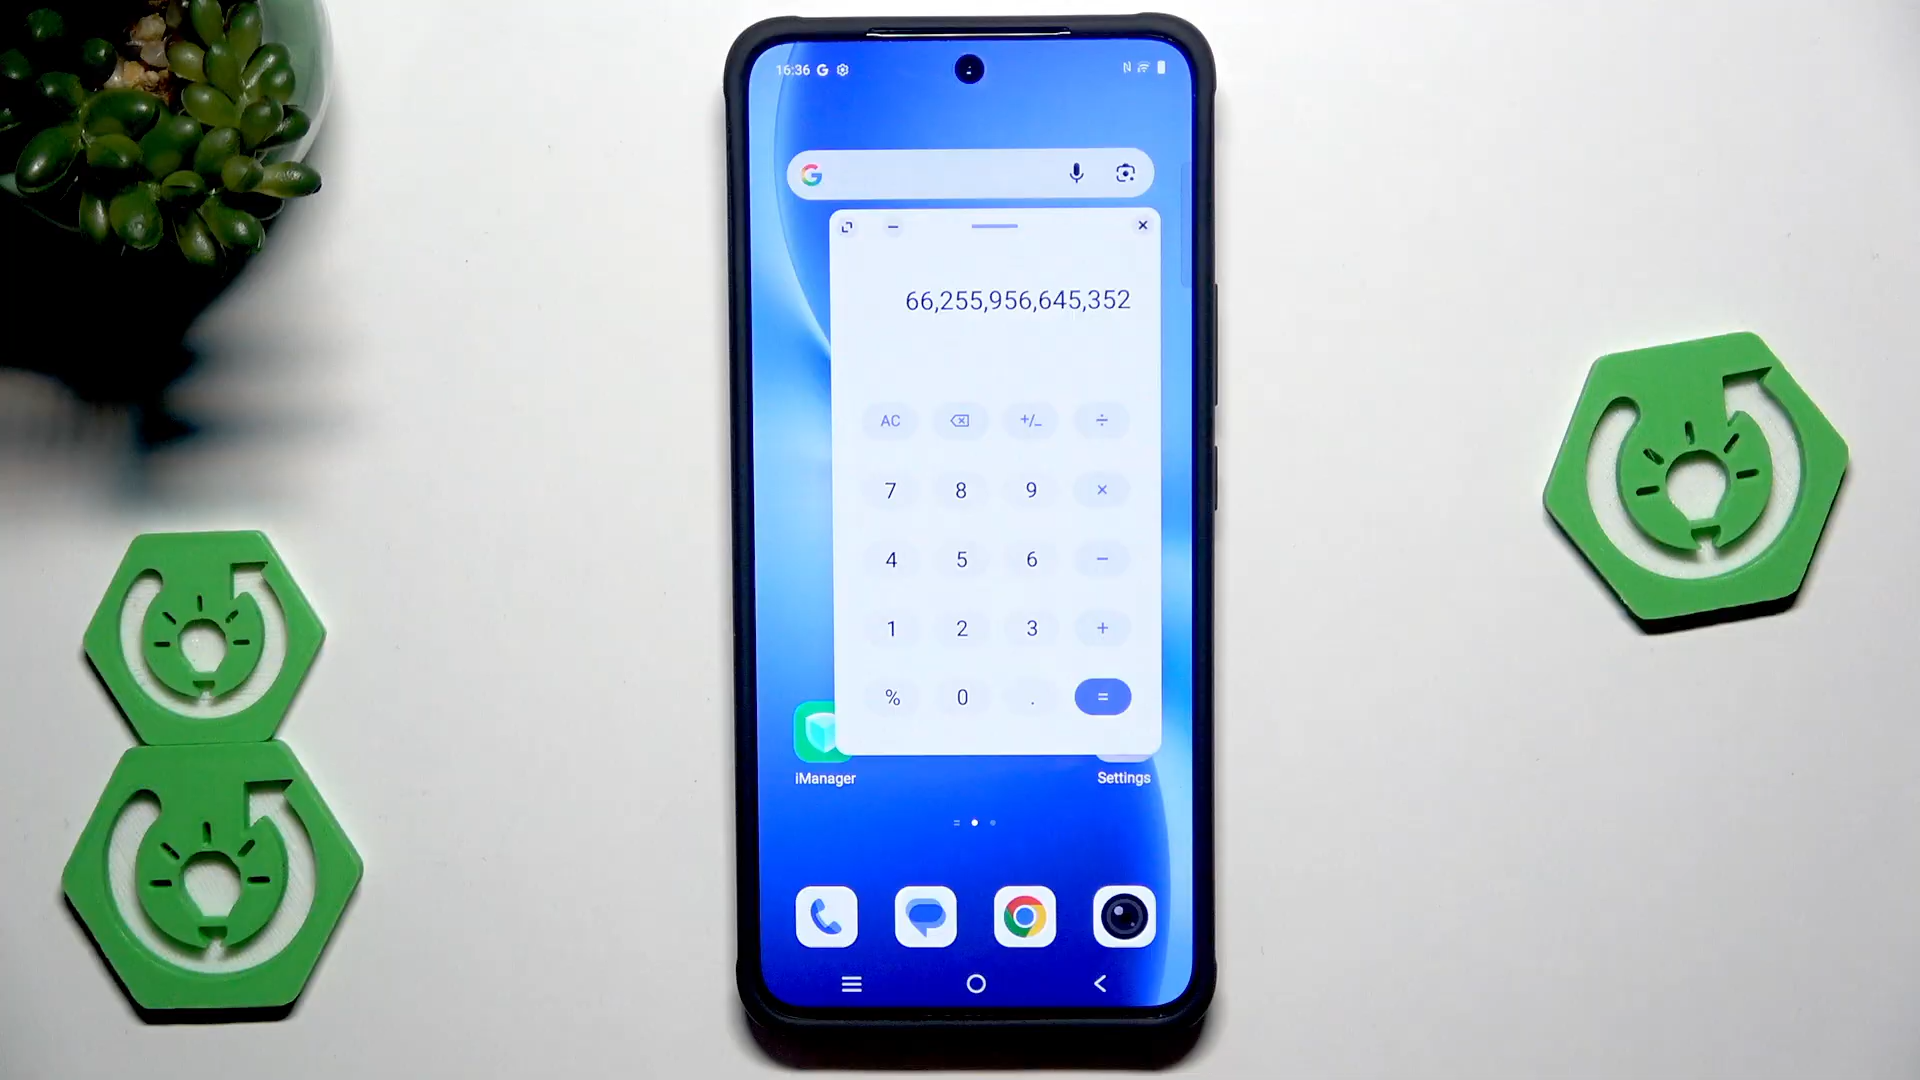 16:36
66,255,956,645,352
AC +/_ ÷
7 8 9 ×
4 5 6 −
1 2 3 +
% 0 . =
iManager Settings